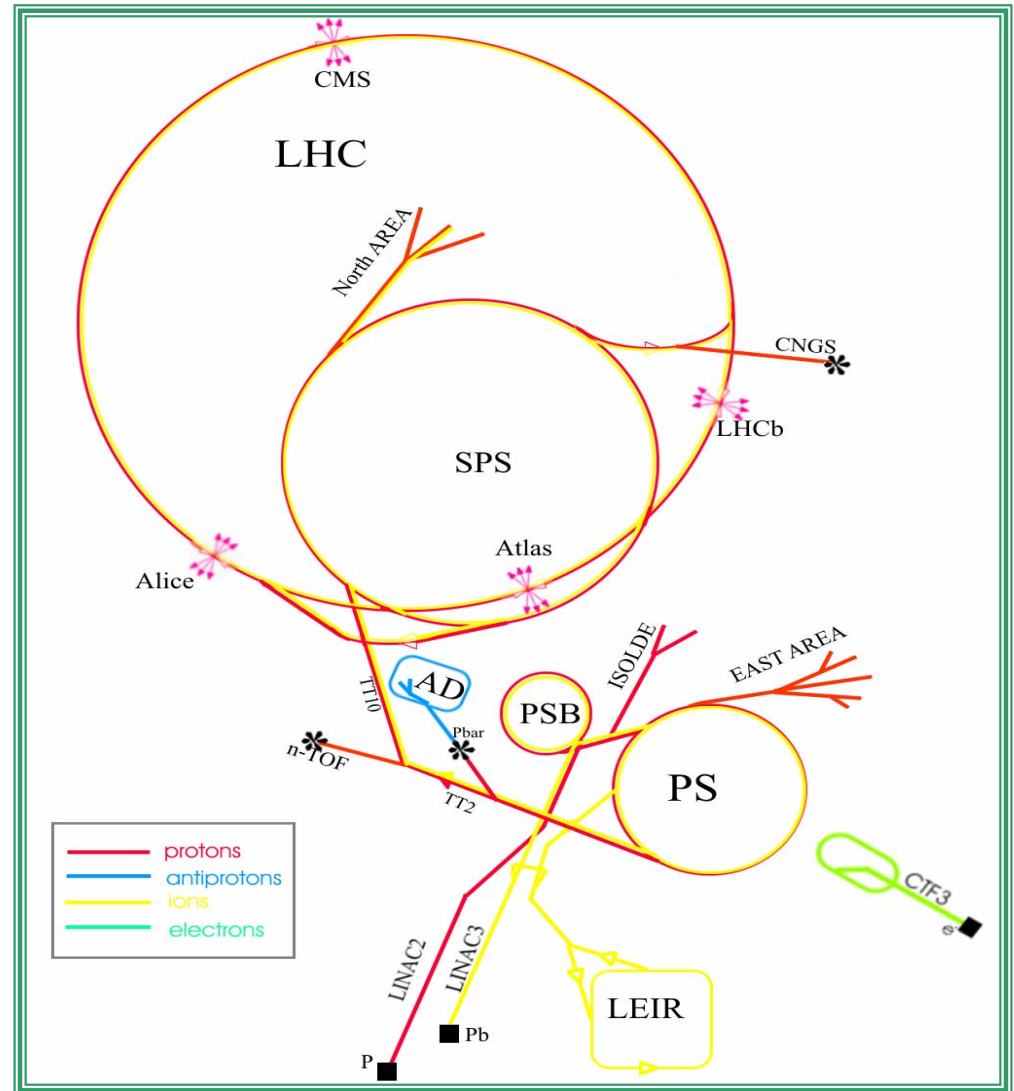 CMS
LHC
North AREA
CNGS
LHCb
SPS
Atlas
Alice
ISOLDE
EAST AREA
TT10
AD
PSB
Pbar
n-TOF
TT2
PS
protons
antiprotons
ions
electrons
CTF3
e-
LINAC2
LINAC3
LEIR
Pb
P